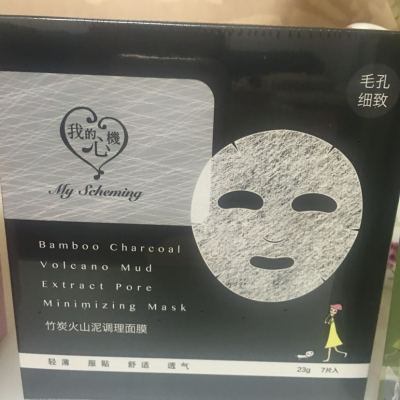 毛孔
细致
我的心機
My Scheming
Bamboo Charcoal
Volcano Mud
Extract Pore
Minimizing Mask
竹炭火山泥调理面膜
轻薄 服贴 舒适 透气
23g 7片入